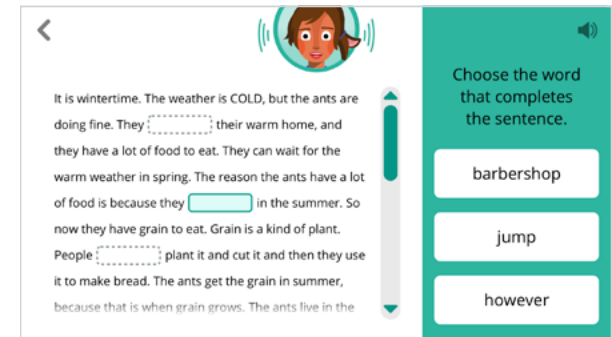 It is wintertime. The weather is COLD, but the ants are
doing fine. They their warm home, and
they have a lot of food to eat. They can wait for the
warm weather in spring. The reason the ants have a lot
of food is because they in the summer. So
now they have grain to eat. Grain is a kind of plant.
People plant it and cut it and then they use
it to make bread. The ants get the grain in summer,
because that is when grain grows. The ants live in the
Choose the word
that completes
the sentence.
barbershop
jump
however